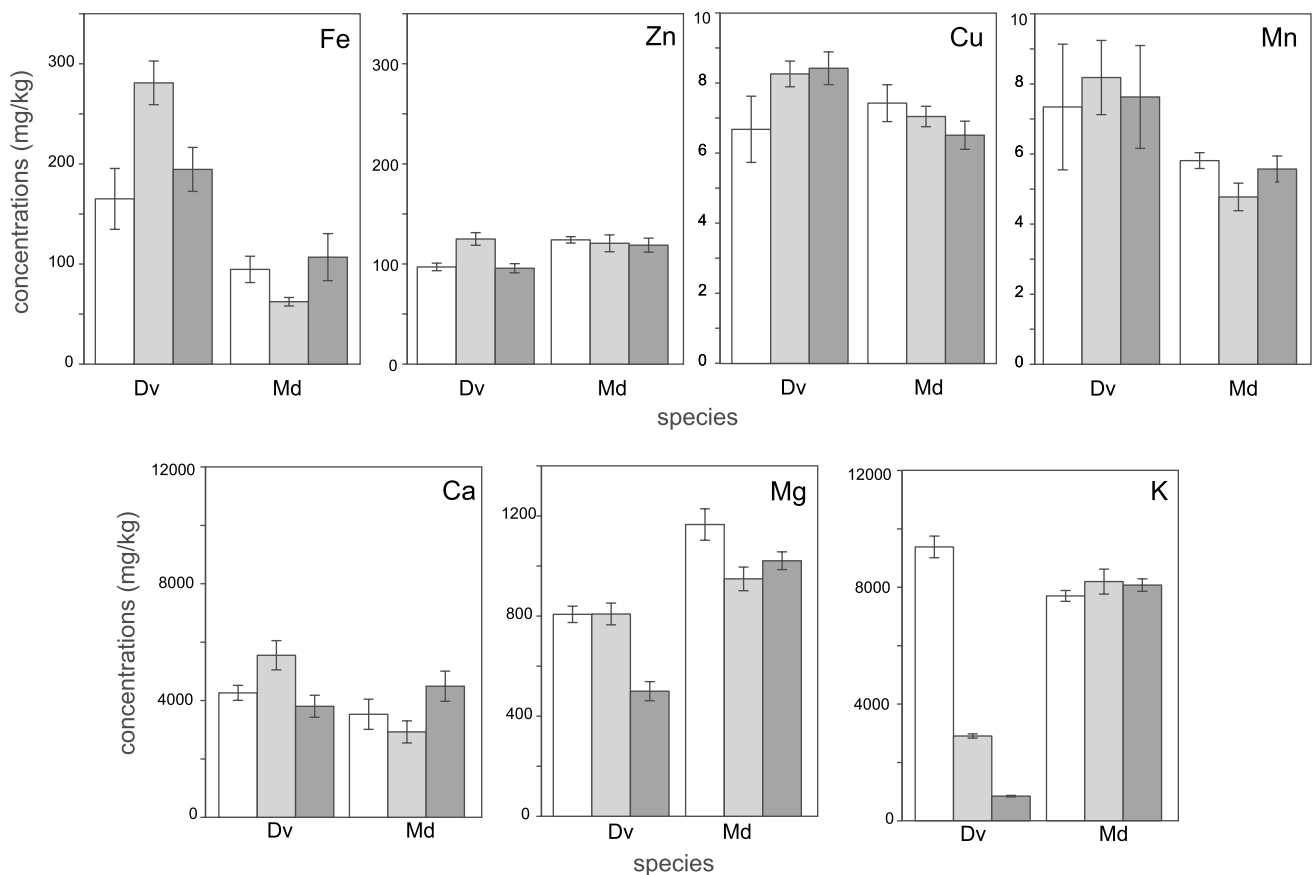 Fe
Zn
Cu
Mn
concentrations (mg/kg)
300
200
100
0
300
200
100
0
10
8
6
4
2
0
10
8
6
4
2
0
Dv Md
Dv Md
Dv Md
Dv Md
species
Ca
Mg
K
concentrations (mg/kg)
12000
8000
4000
0
1200
800
400
0
12000
8000
4000
0
Dv Md
Dv Md
Dv Md
species